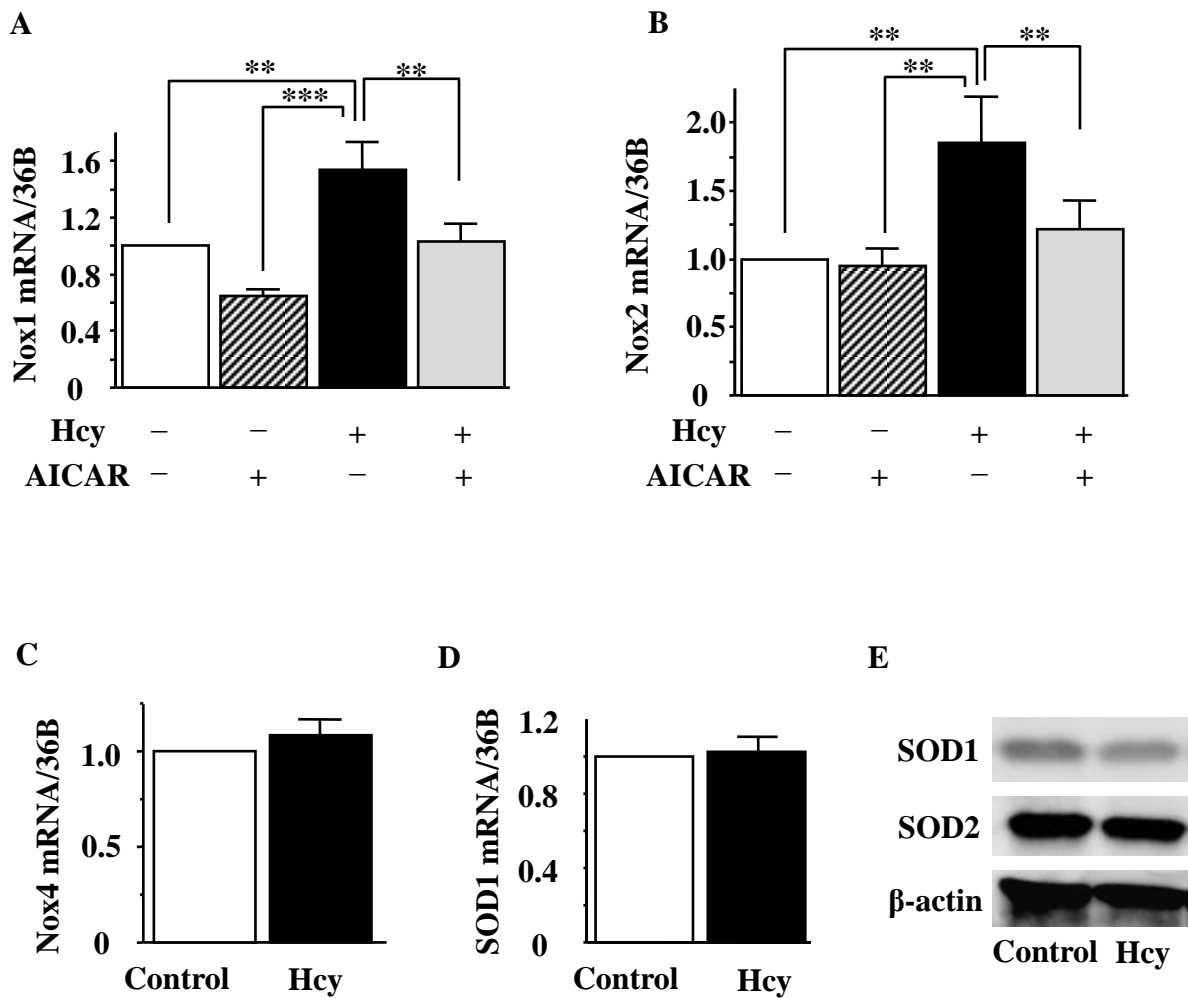 A
B
** **
***
** **
**
Nox1 mRNA/36B
1.6
1.2
0.8
0.4
0
Hcy – – + +
AICAR – + – +
Nox2 mRNA/36B
2.0
1.5
1.0
0.5
0
Hcy – – + +
AICAR – + – +
C
D
E
Nox4 mRNA/36B
1.0
0.5
0
Control Hcy
SOD1 mRNA/36B
1.2
0.8
0.4
0
Control Hcy
SOD1
SOD2
β-actin
Control Hcy